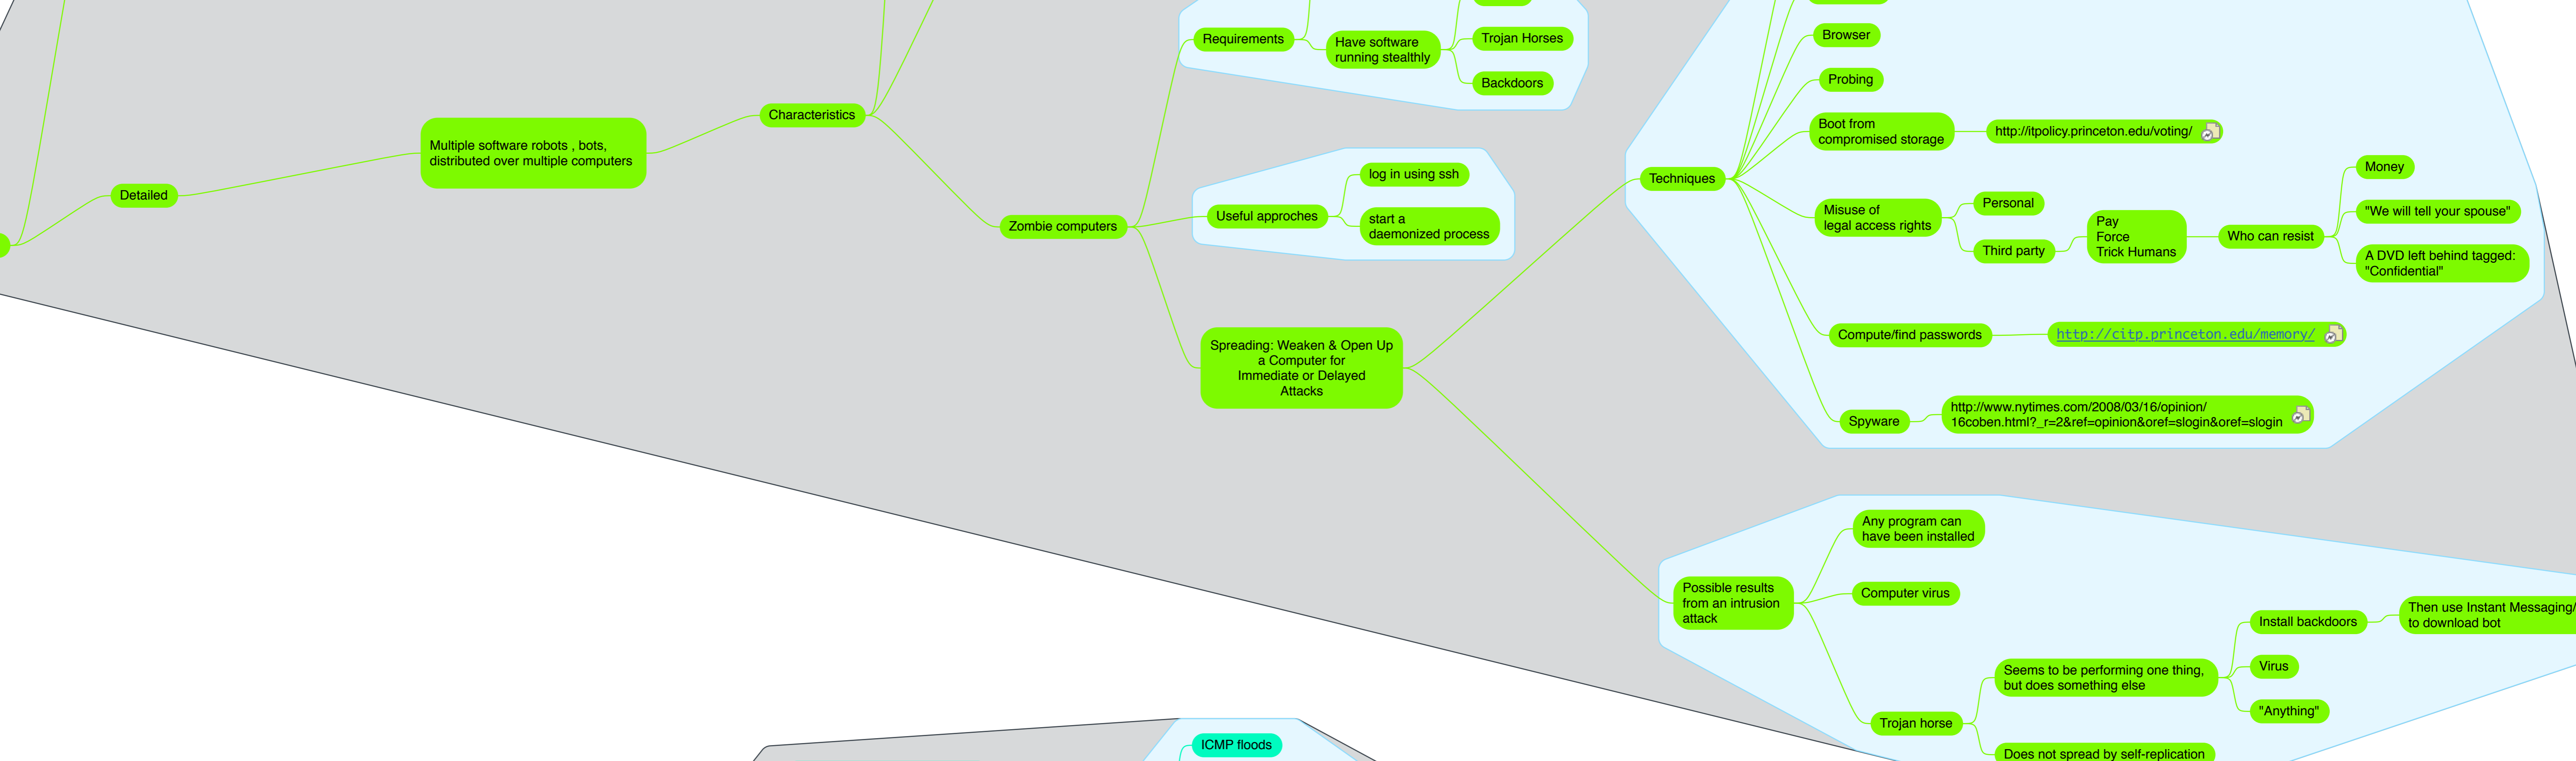 Requirements
Have software
running stealthly
Trojan Horses
Backdoors
Characteristics
Multiple software robots , bots,
distributed over multiple computers
Detailed
Zombie computers
Useful approches
log in using ssh
start a
daemonized process
Spreading: Weaken & Open Up
a Computer for
Immediate or Delayed
Attacks
Techniques
Browser
Probing
Boot from
compromised storage
http://itpolicy.princeton.edu/voting/
Misuse of
legal access rights
Personal
Third party
Pay
Force
Trick Humans
Who can resist
Money
"We will tell your spouse"
A DVD left behind tagged:
"Confidential"
Compute/find passwords
http://citp.princeton.edu/memory/
Spyware
http://www.nytimes.com/2008/03/16/opinion/
16coben.html?_r=2&ref=opinion&oref=slogin&oref=slogin
Possible results
from an intrusion
attack
Any program can
have been installed
Computer virus
Trojan horse
Seems to be performing one thing,
but does something else
Install backdoors
Then use Instant Messaging/
to download bot
Virus
"Anything"
Does not spread by self-replication
ICMP floods